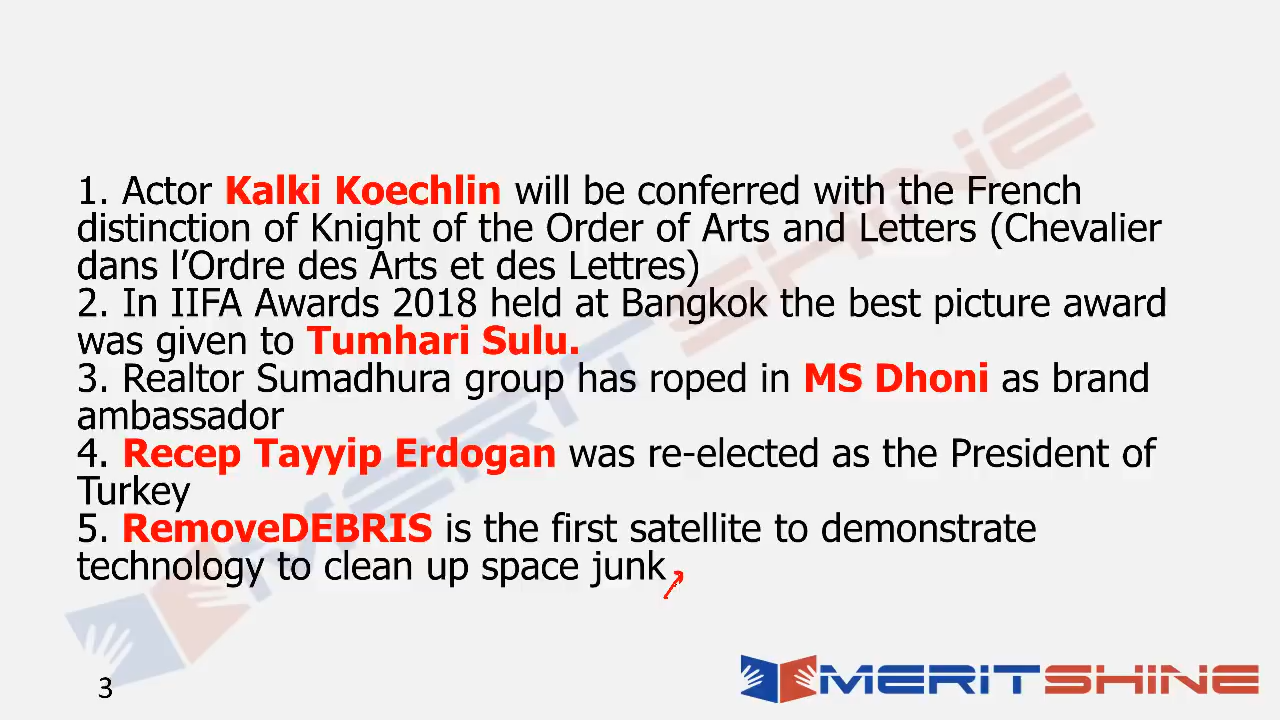 1. Actor Kalki Koechlin will be conferred with the French
distinction of Knight of the Order of Arts and Letters (Chevalier
dans l’Ordre des Arts et des Lettres)
2. In IIFA Awards 2018 held at Bangkok the best picture award
was given to Tumhari Sulu.
3. Realtor Sumadhura group has roped in MS Dhoni as brand
ambassador
4. Recep Tayyip Erdogan was re-elected as the President of
Turkey
5. RemoveDEBRIS is the first satellite to demonstrate
technology to clean up space junk
MERITSHINE
3
MERITSHINE